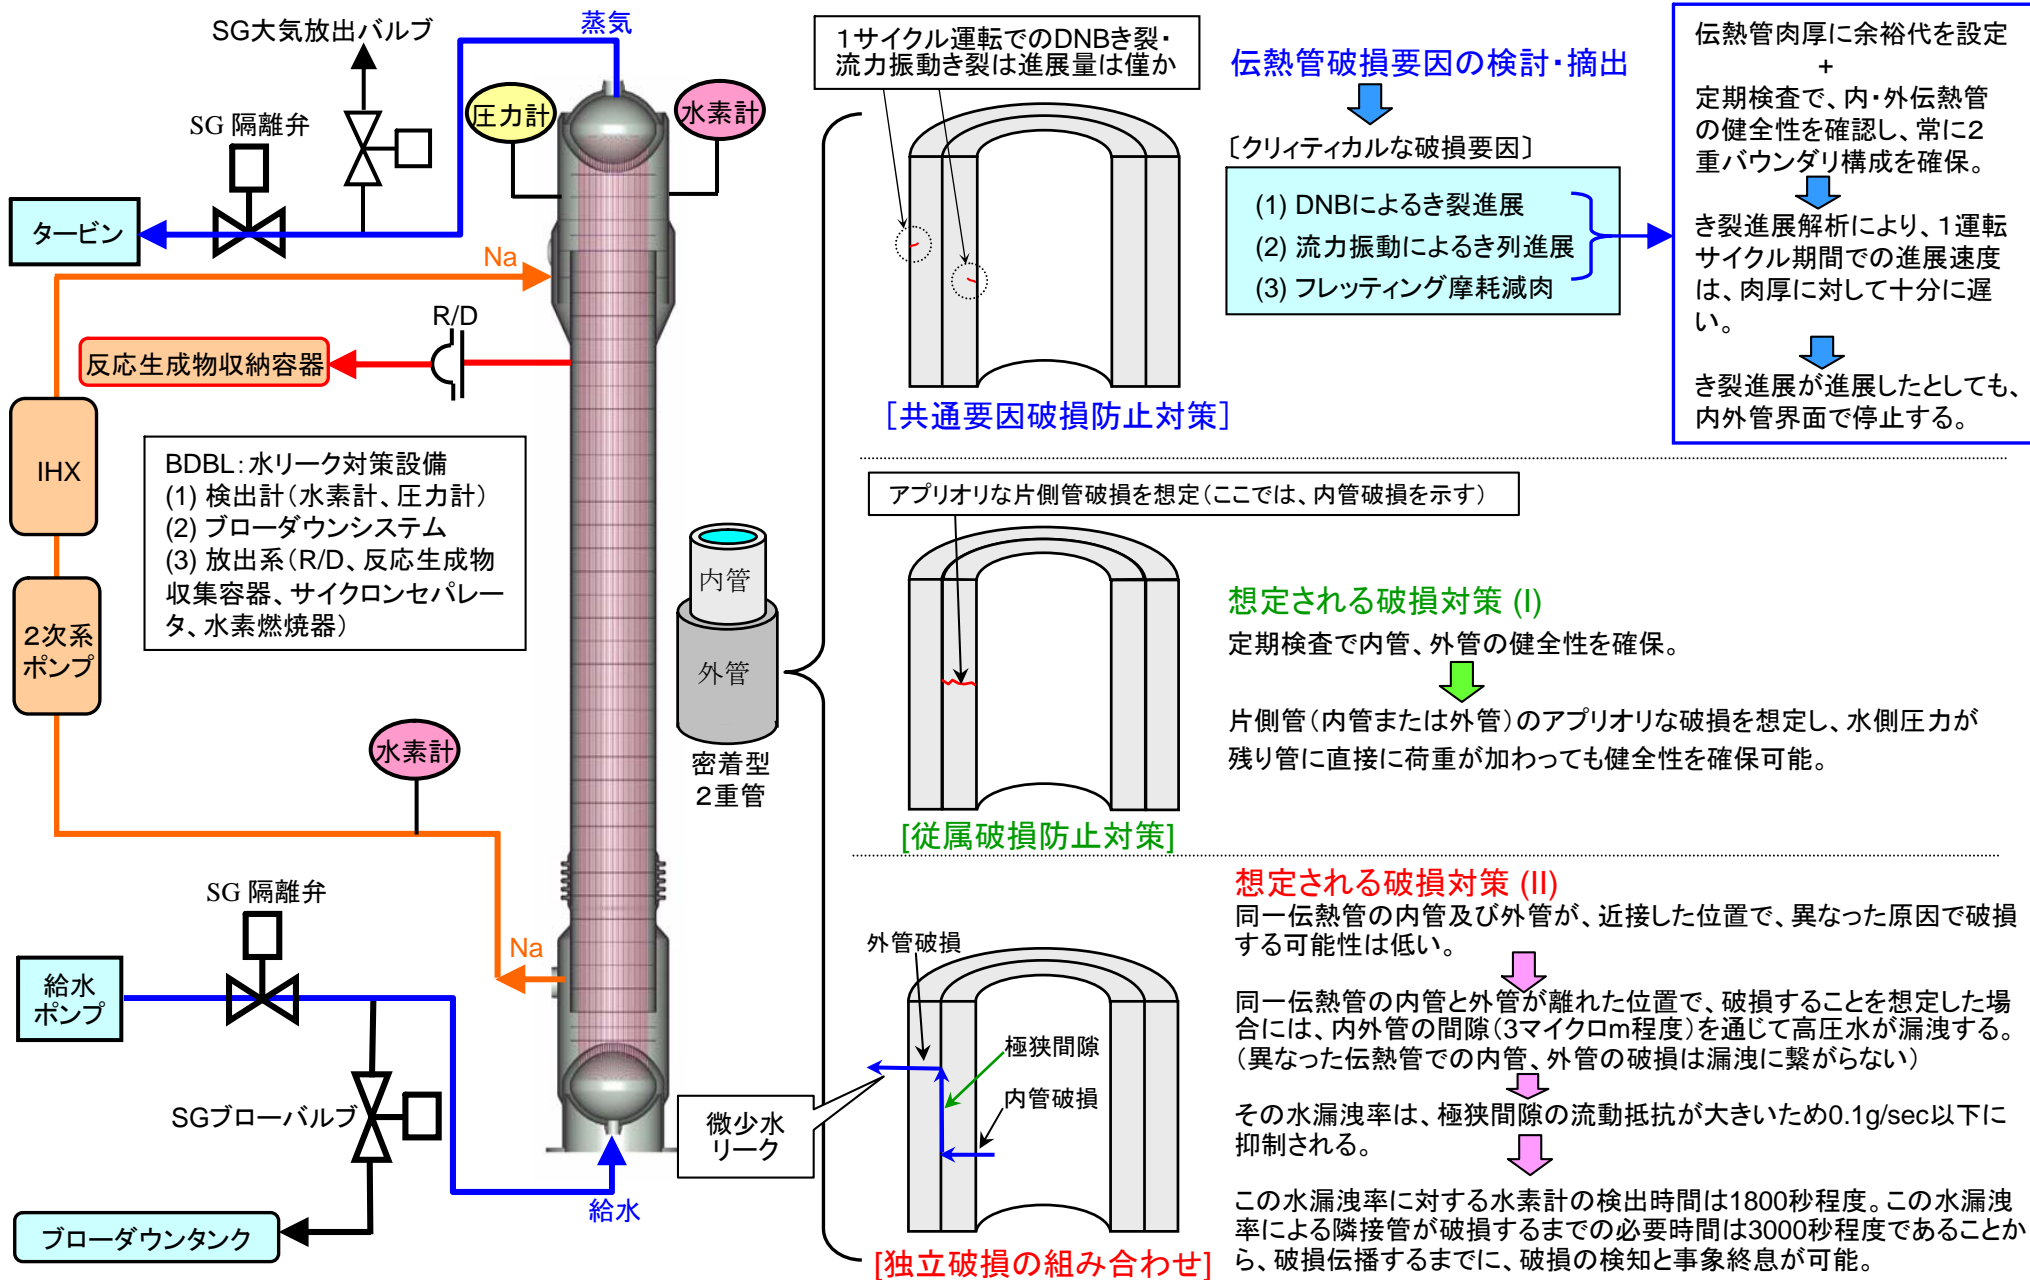 SG大気放出バルブ
蒸気
圧力計
水素計
SG 隔離弁
タービン
Na
R/D
反応生成物収納容器
IHX
BDBL：水リーク対策設備
(1) 検出計（水素計、圧力計）
(2) ブローダウンシステム
(3) 放出系（R/D、反応生成物
収集容器、サイクロンセパレー
タ、水素燃焼器）
2次系
ポンプ
水素計
SG 隔離弁
Na
給水
ポンプ
SGブローバルブ
給水
ブローダウンタンク
内管
外管
密着型
2重管
1サイクル運転でのDNBき裂・
流力振動き裂は進展量は僅か
［共通要因破損防止対策］
伝熱管破損要因の検討・摘出
〔クリィティカルな破損要因〕
(1) DNBによるき裂進展
(2) 流力振動によるき列進展
(3) フレッティング摩耗減肉
伝熱管肉厚に余裕代を設定
+
定期検査で、内・外伝熱管
の健全性を確認し、常に2
重バウンダリ構成を確保。
き裂進展解析により、1運転
サイクル期間での進展速度
は、肉厚に対して十分に遅
い。
き裂進展が進展したとしても、
内外管界面で停止する。
アプリオリな片側管破損を想定（ここでは、内管破損を示す）
[従属破損防止対策]
想定される破損対策 (I)
定期検査で内管、外管の健全性を確保。
片側管（内管または外管）のアプリオリな破損を想定し、水側圧力が
残り管に直接に荷重が加わっても健全性を確保可能。
外管破損
極狭間隙
内管破損
微少水
リーク
[独立破損の組み合わせ]
想定される破損対策 (II)
同一伝熱管の内管及び外管が、近接した位置で、異なった原因で破損
する可能性は低い。
同一伝熱管の内管と外管が離れた位置で、破損することを想定した場
合には、内外管の間隙（3マイクロm程度）を通じて高圧水が漏洩する。
（異なった伝熱管での内管、外管の破損は漏洩に繋がらない）
その水漏洩率は、極狭間隙の流動抵抗が大きいため0.1g/sec以下に
抑制される。
この水漏洩率に対する水素計の検出時間は1800秒程度。この水漏洩
率による隣接管が破損するまでの必要時間は3000秒程度であることか
ら、破損伝播するまでに、破損の検知と事象終息が可能。